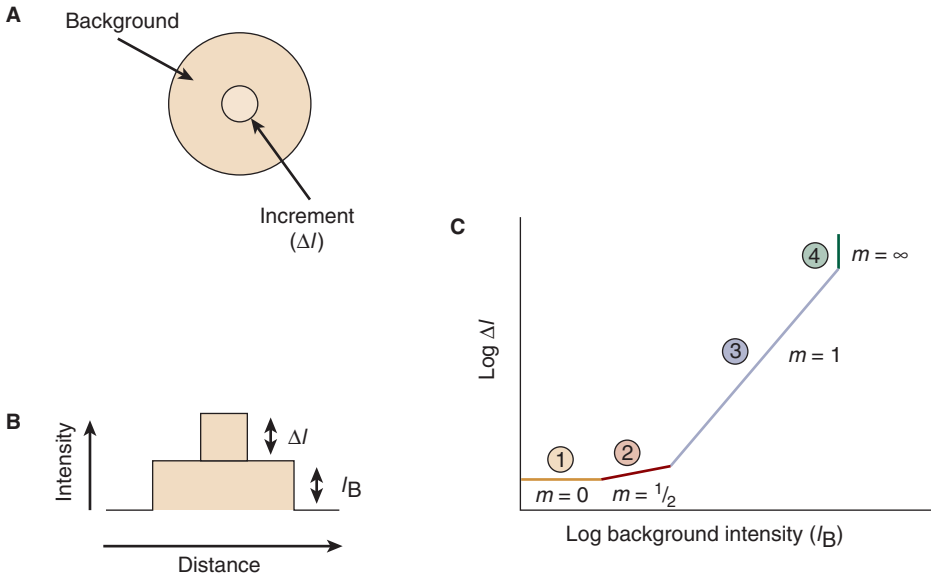 A
Background
Increment
(ΔI)
B
Intensity
ΔI
IB
Distance
C
Log ΔI
4
m = ∞
3
m = 1
1
2
m = 0
m = 1/2
Log background intensity (IB)